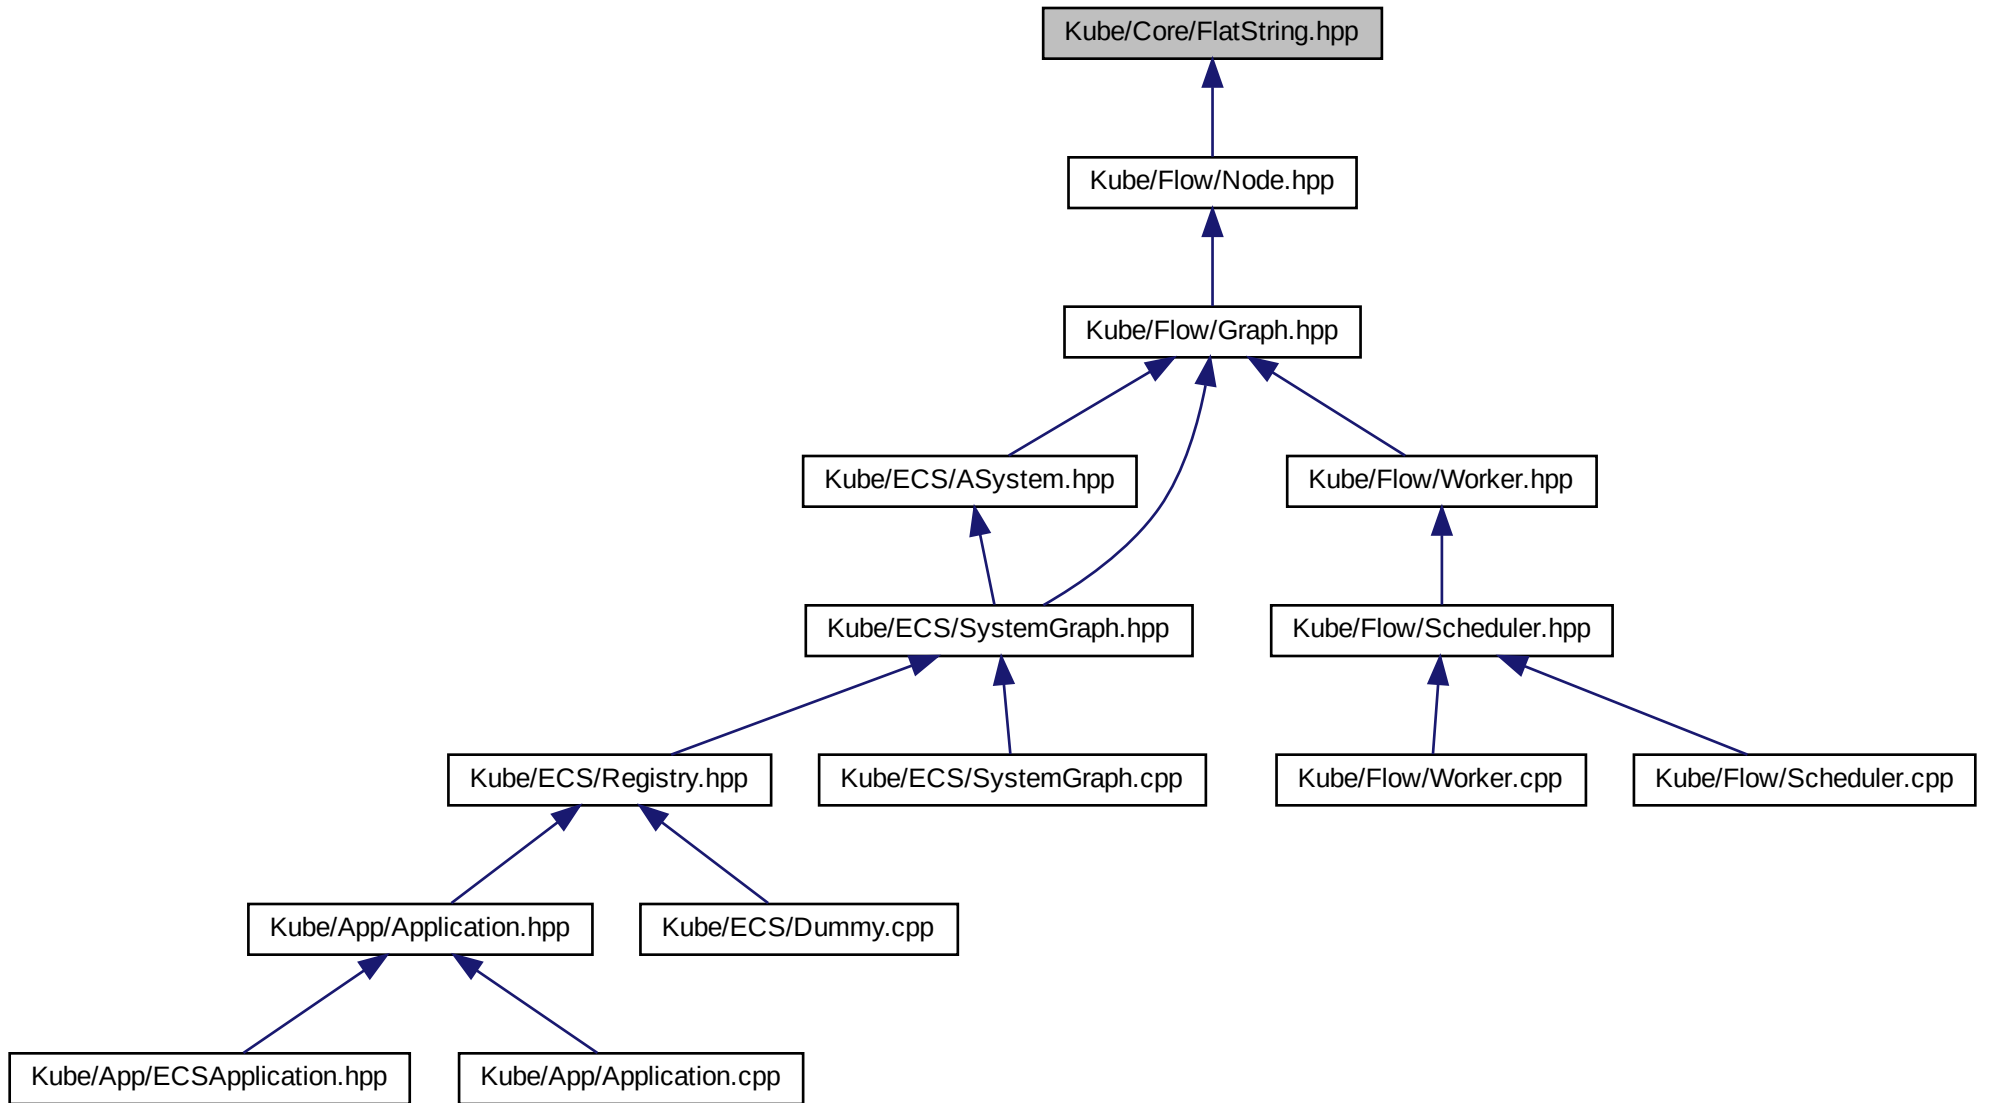 Kube/Core/FlatString.hpp
Kube/Flow/Node.hpp
Kube/Flow/Graph.hpp
Kube/ECS/ASystem.hpp
Kube/Flow/Worker.hpp
Kube/ECS/SystemGraph.hpp
Kube/Flow/Scheduler.hpp
Kube/ECS/Registry.hpp
Kube/ECS/SystemGraph.cpp
Kube/Flow/Worker.cpp
Kube/Flow/Scheduler.cpp
Kube/App/Application.hpp
Kube/ECS/Dummy.cpp
Kube/App/ECSApplication.hpp
Kube/App/Application.cpp